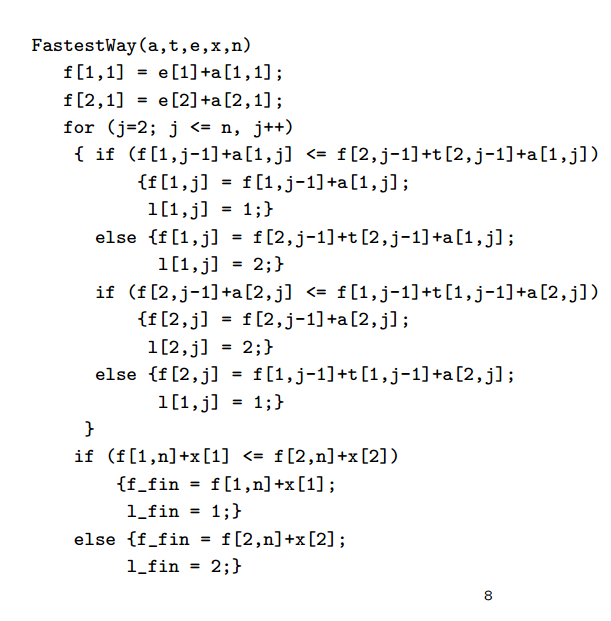 FastestWay(a,t,e,x,n)
f[1,1] = e[1]+a[1,1];
f[2,1] = e[2]+a[2,1];
for (j=2; j <= n, j++)
{ if (f[1,j-1]+a[1,j] <= f[2,j-1]+t[2,j-1]+a[1,j])
{f[1,j] = f[1,j-1]+a[1,j];
l[1,j] = 1;}
else {f[1,j] = f[2,j-1]+t[2,j-1]+a[1,j];
l[1,j] = 2;}
if (f[2,j-1]+a[2,j] <= f[1,j-1]+t[1,j-1]+a[2,j])
{f[2,j] = f[2,j-1]+a[2,j];
l[2,j] = 2;}
else {f[2,j] = f[1,j-1]+t[1,j-1]+a[2,j];
l[1,j] = 1;}
}
if (f[1,n]+x[1] <= f[2,n]+x[2])
{f_fin = f[1,n]+x[1];
l_fin = 1;}
else {f_fin = f[2,n]+x[2];
l_fin = 2;}
8